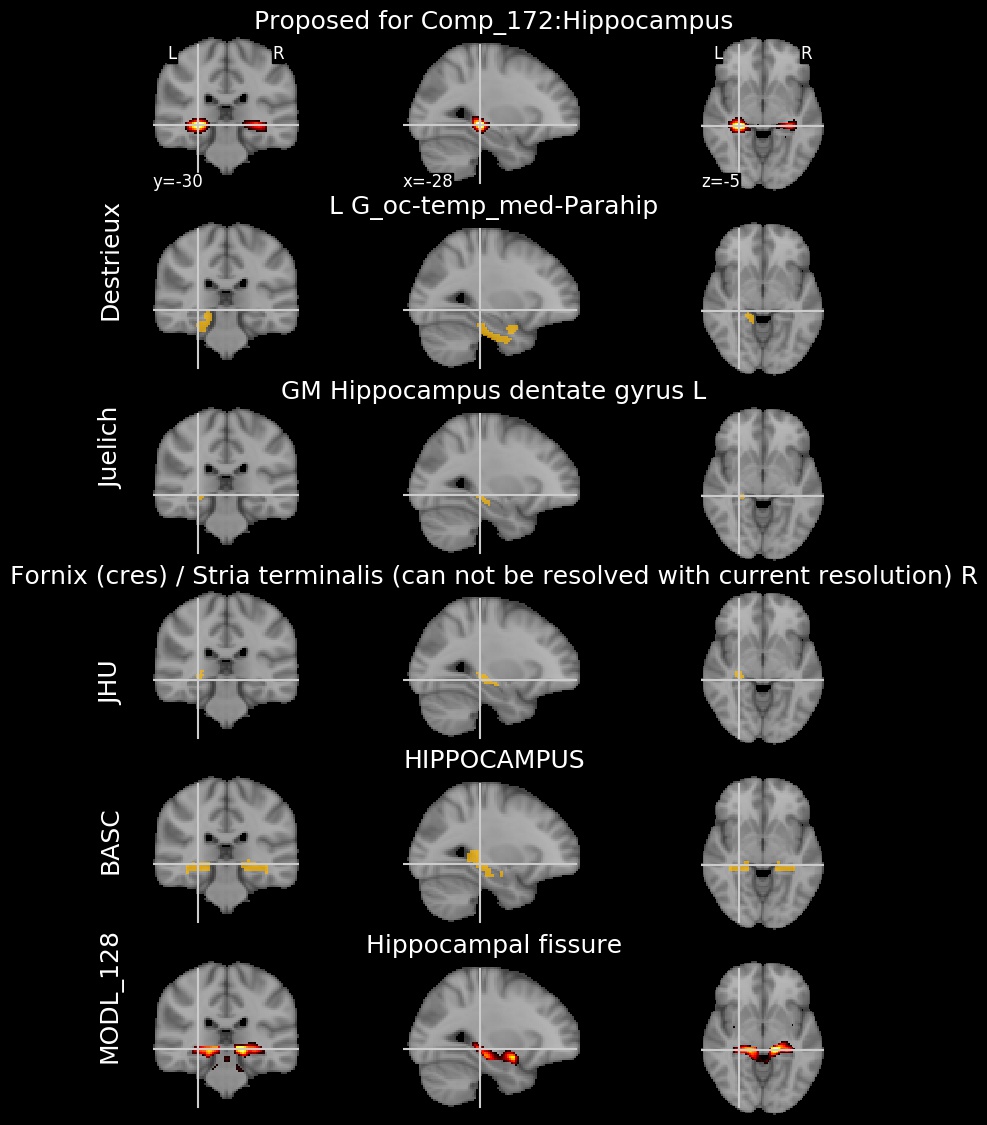 Proposed for Comp_172:Hippocampus
L R L R
y=-30 x=-28 z=-5
L G_oc-temp_med-Parahip
Destrieux
GM Hippocampus dentate gyrus L
Juelich
Fornix (cres) / Stria terminalis (can not be resolved with current resolution) R
JHU
HIPPOCAMPUS
BASC
Hippocampal fissure
MODL_128